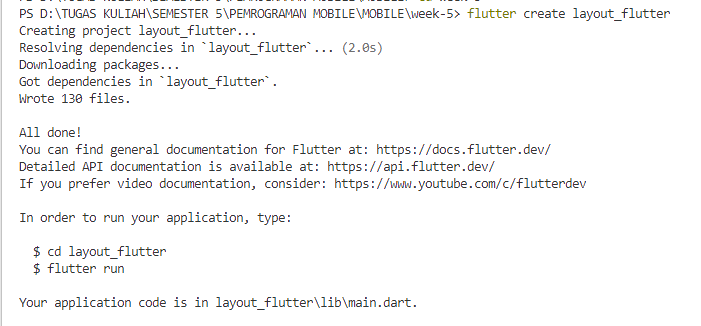 PS D:\TUGAS KULIAH\SEMESTER 5\PEMROGRAMAN MOBILE\MOBILE\week-5> flutter create layout_flutter
Creating project layout_flutter...
Resolving dependencies in `layout_flutter`... (2.0s)
Downloading packages...
Got dependencies in `layout_flutter`.
Wrote 130 files.
All done!
You can find general documentation for Flutter at: https://docs.flutter.dev/
Detailed API documentation is available at: https://api.flutter.dev/
If you prefer video documentation, consider: https://www.youtube.com/c/flutterdev
In order to run your application, type:
$ cd layout_flutter
$ flutter run
Your application code is in layout_flutter\lib\main.dart.